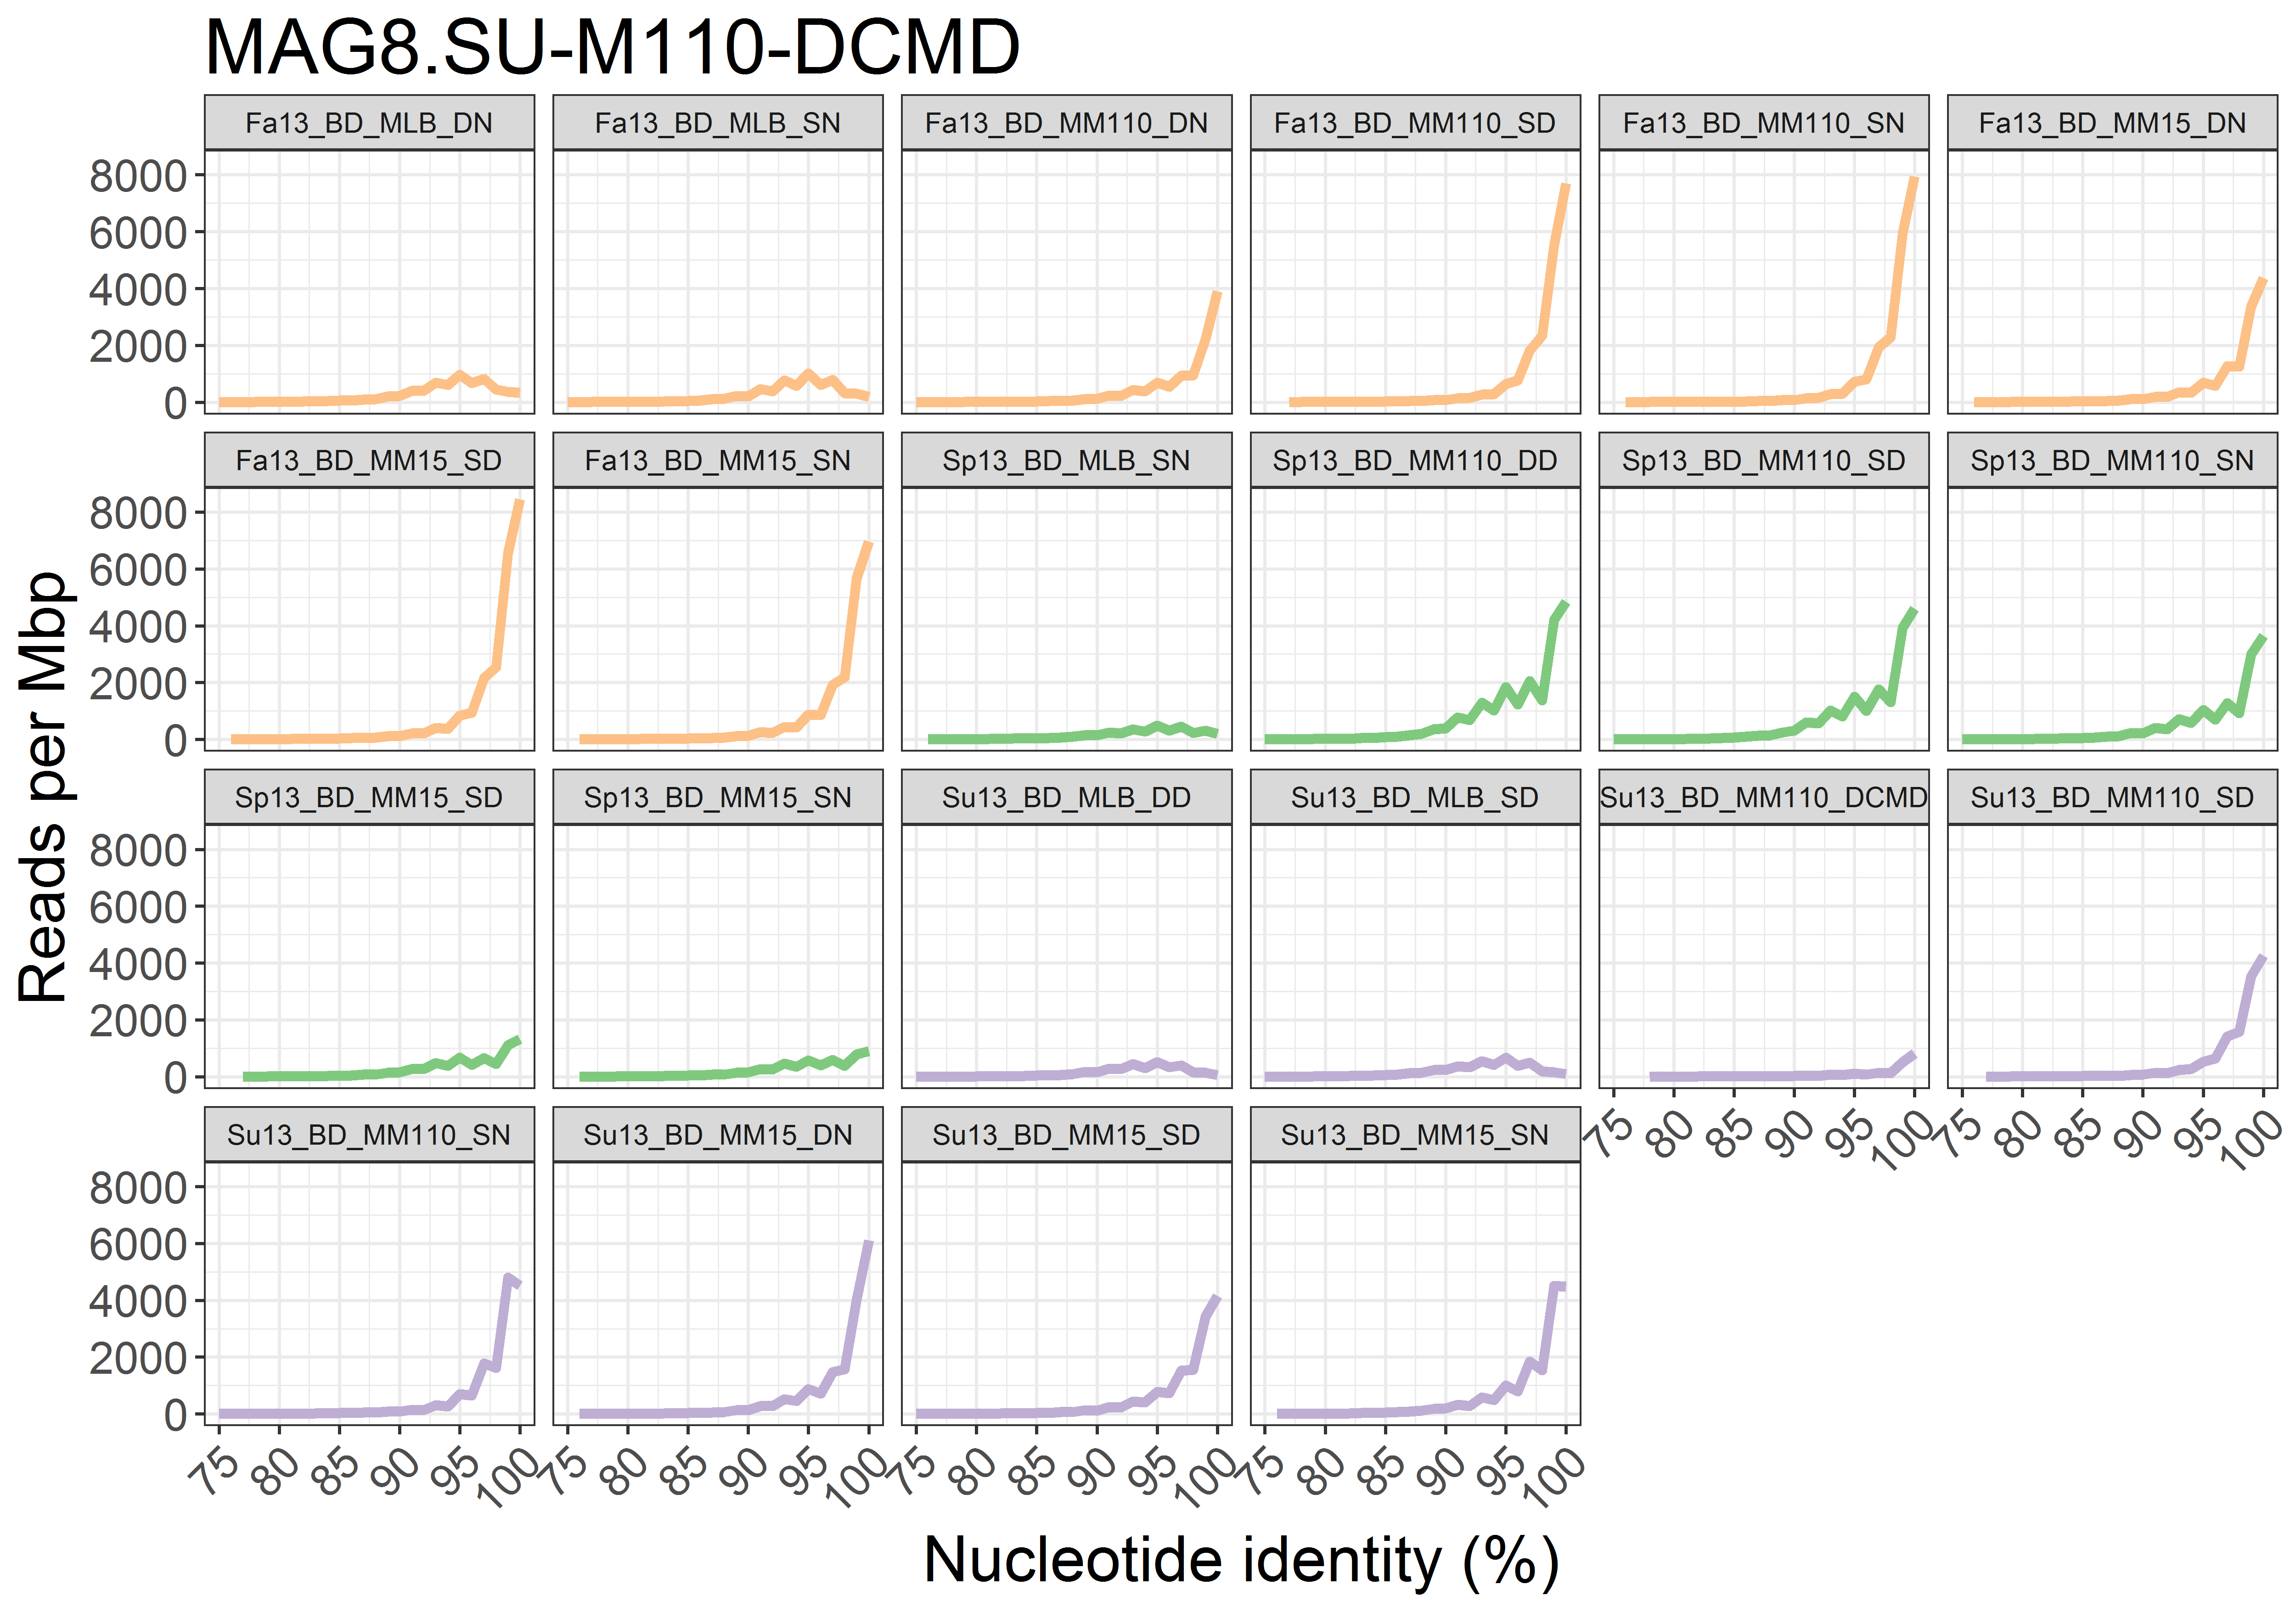 MAG8.SU-M110-DCMD
Fa13_BD_MLB_DN Fa13_BD_MLB_SN Fa13_BD_MM110_DN Fa13_BD_MM110_SD Fa13_BD_MM110_SN Fa13_BD_MM15_DN
8000
6000
4000
2000
0
Fa13_BD_MM15_SD Fa13_BD_MM15_SN Sp13_BD_MLB_SN Sp13_BD_MM110_DD Sp13_BD_MM110_SD Sp13_BD_MM110_SN
8000
6000
4000
2000
0
Reads per Mbp
Sp13_BD_MM15_SD Sp13_BD_MM15_SN Su13_BD_MLB_DD Su13_BD_MLB_SD Su13_BD_MM110_DCMD Su13_BD_MM110_SD
8000
6000
4000
2000
0
75 80 85 90 95 100 75 80 85 90 95 100
Su13_BD_MM110_SN Su13_BD_MM15_DN Su13_BD_MM15_SD Su13_BD_MM15_SN
8000
6000
4000
2000
0
75 80 85 90 95 100 75 80 85 90 95 100 75 80 85 90 95 100 75 80 85 90 95 100
Nucleotide identity (%)